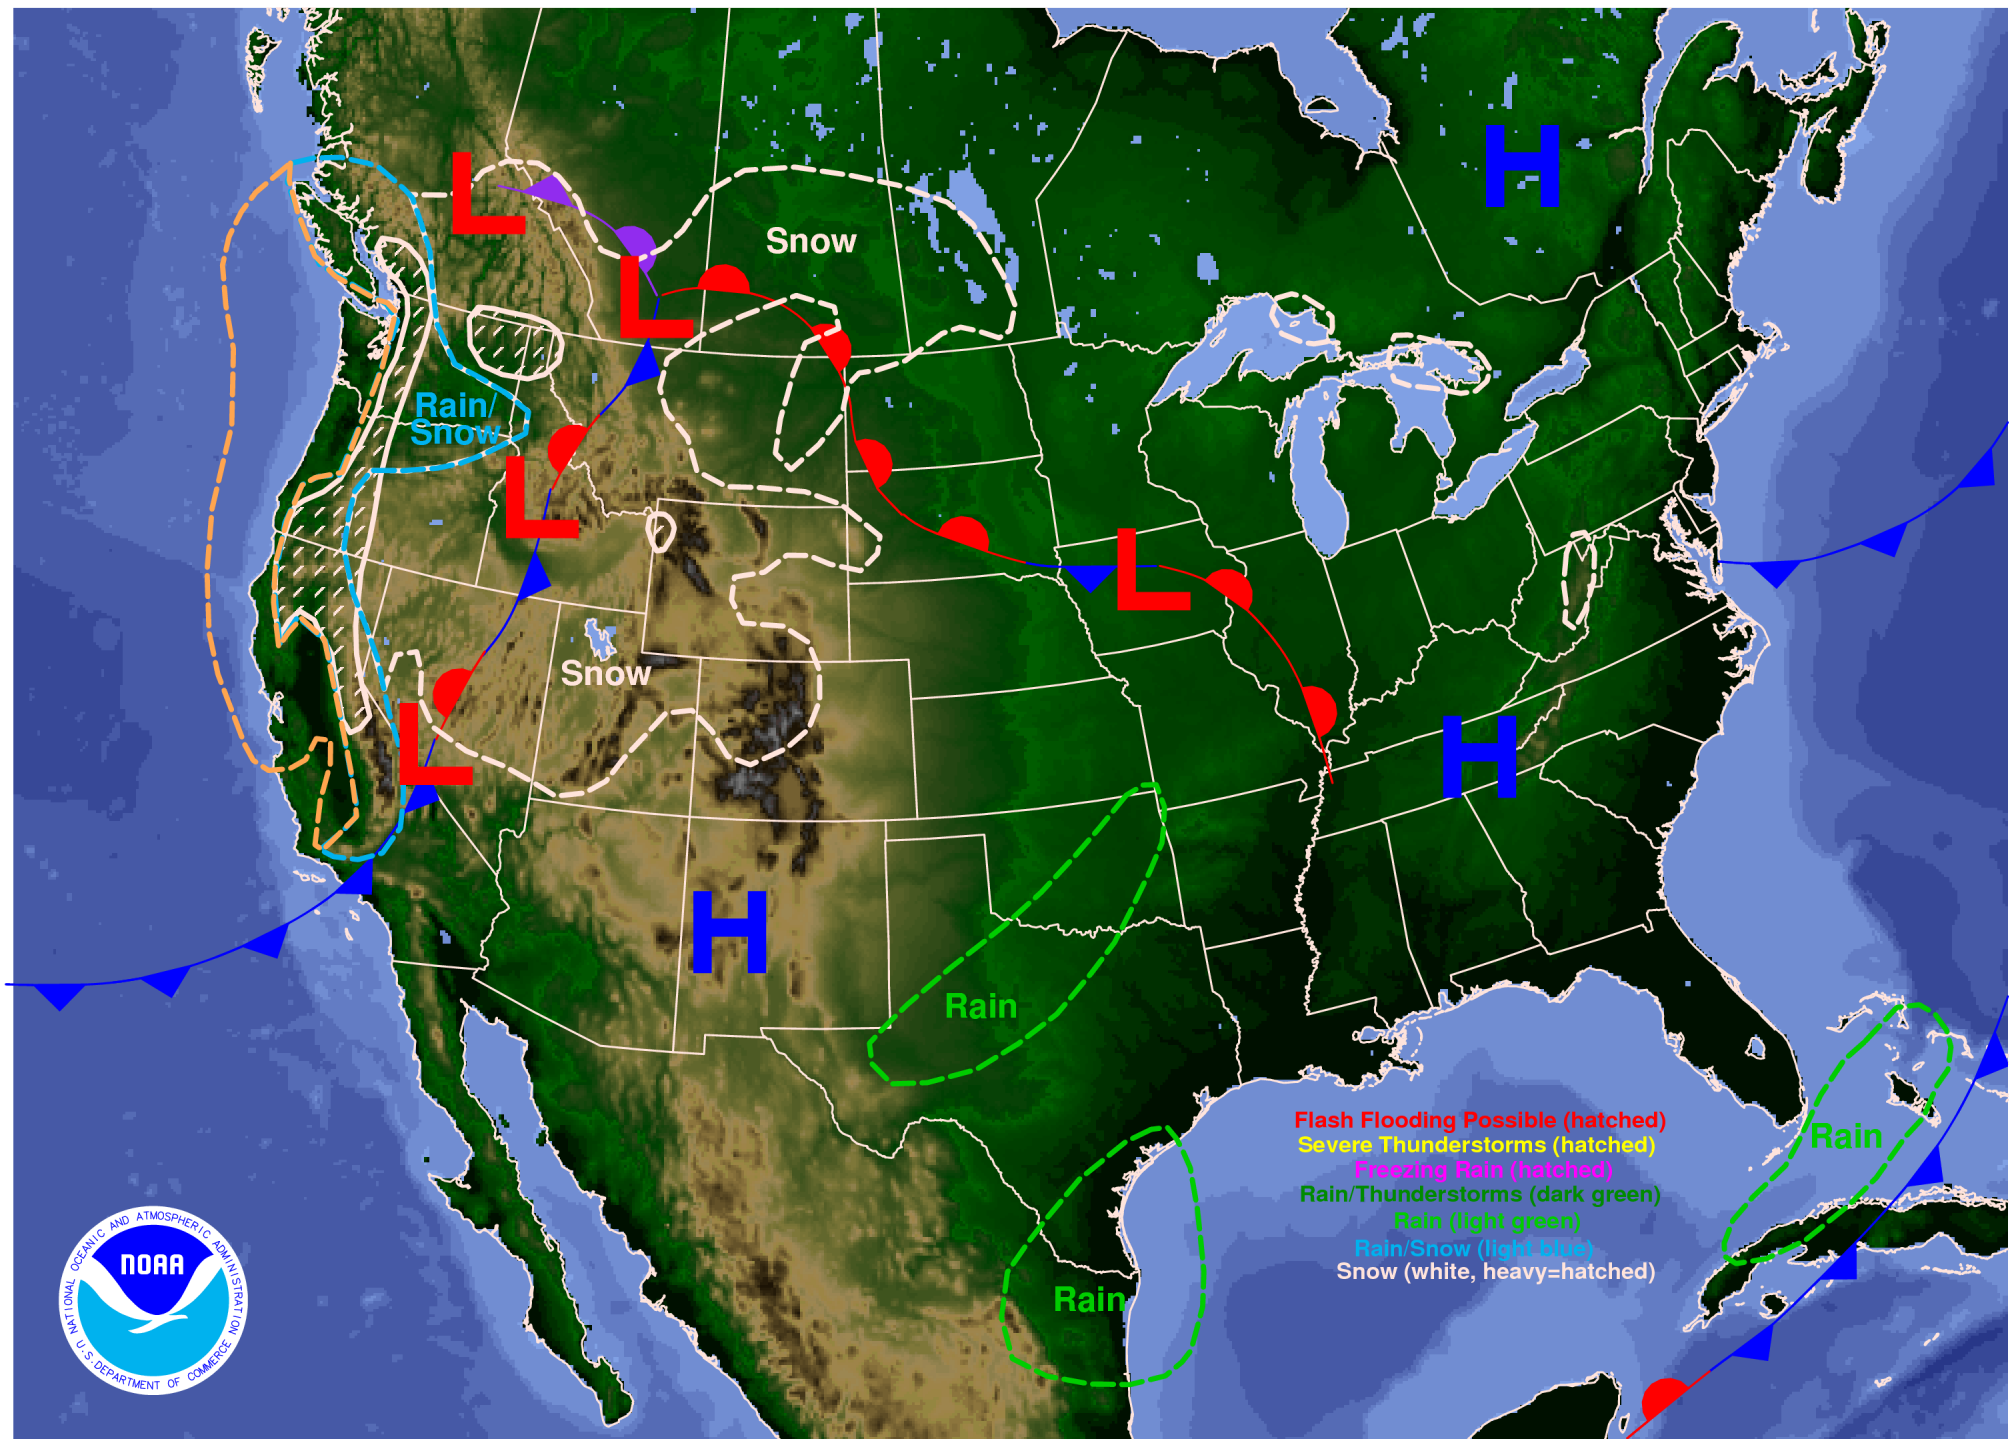 H
L
Snow
L
Rain/
Snow
L
L
Snow
L
H
H
Rain
Rain
Rain
Flash Flooding Possible (hatched)
Severe Thunderstorms (hatched)
Freezing Rain (hatched)
Rain/Thunderstorms (dark green)
Rain (light green)
Rain/Snow (light blue)
Snow (white, heavy=hatched)
NATIONAL OCEANIC AND ATMOSPHERIC ADMINISTRATION
NOAA
U.S. DEPARTMENT OF COMMERCE